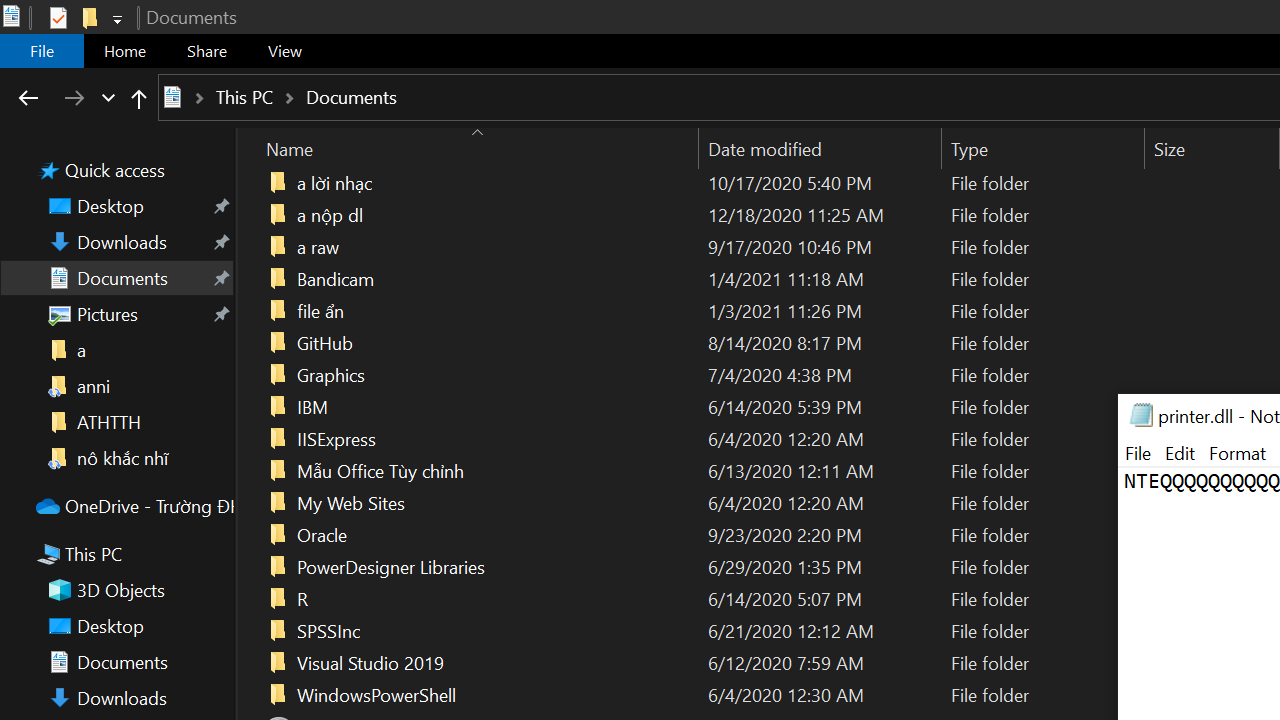 Documents
File Home Share View
This PC Documents
Name Date modified Type Size
Quick access
Desktop
Downloads
Documents
Pictures
a
anni
ATHTTH
nô khắc nhĩ
OneDrive - Trường ĐH
This PC
3D Objects
Desktop
Documents
Downloads
a lời nhạc 10/17/2020 5:40 PM File folder
a nộp dl 12/18/2020 11:25 AM File folder
a raw 9/17/2020 10:46 PM File folder
Bandicam 1/4/2021 11:18 AM File folder
file ẩn 1/3/2021 11:26 PM File folder
GitHub 8/14/2020 8:17 PM File folder
Graphics 7/4/2020 4:38 PM File folder
IBM 6/14/2020 5:39 PM File folder
IISExpress 6/4/2020 12:20 AM File folder
Mẫu Office Tùy chỉnh 6/13/2020 12:11 AM File folder
My Web Sites 6/4/2020 12:20 AM File folder
Oracle 9/23/2020 2:20 PM File folder
PowerDesigner Libraries 6/29/2020 1:35 PM File folder
R 6/14/2020 5:07 PM File folder
SPSSInc 6/21/2020 12:12 AM File folder
Visual Studio 2019 6/12/2020 7:59 AM File folder
WindowsPowerShell 6/4/2020 12:30 AM File folder
printer.dll - Not
File Edit Format
NTEQQQQQQQQQQ